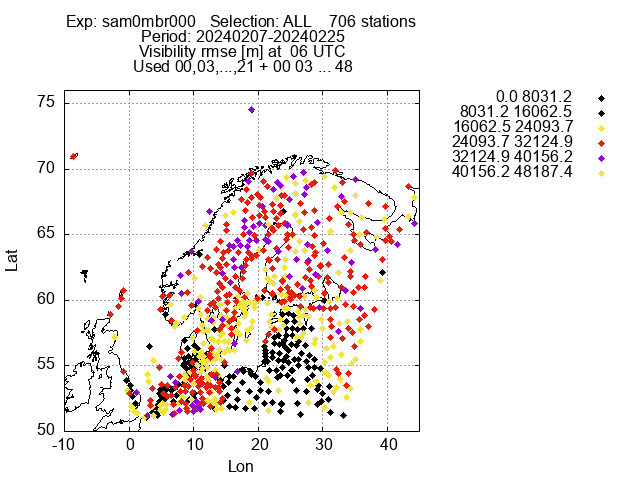 Exp: sam0mbr000 Selection: ALL 706 stations
Period: 20240207-20240225
Visibility rmse [m] at 06 UTC
Used 00,03,...,21 + 00 03 ... 48
0.0 8031.2
8031.2 16062.5
16062.5 24093.7
24093.7 32124.9
32124.9 40156.2
40156.2 48187.4
75
70
65
60
55
50
Lat
-10 0 10 20 30 40
Lon